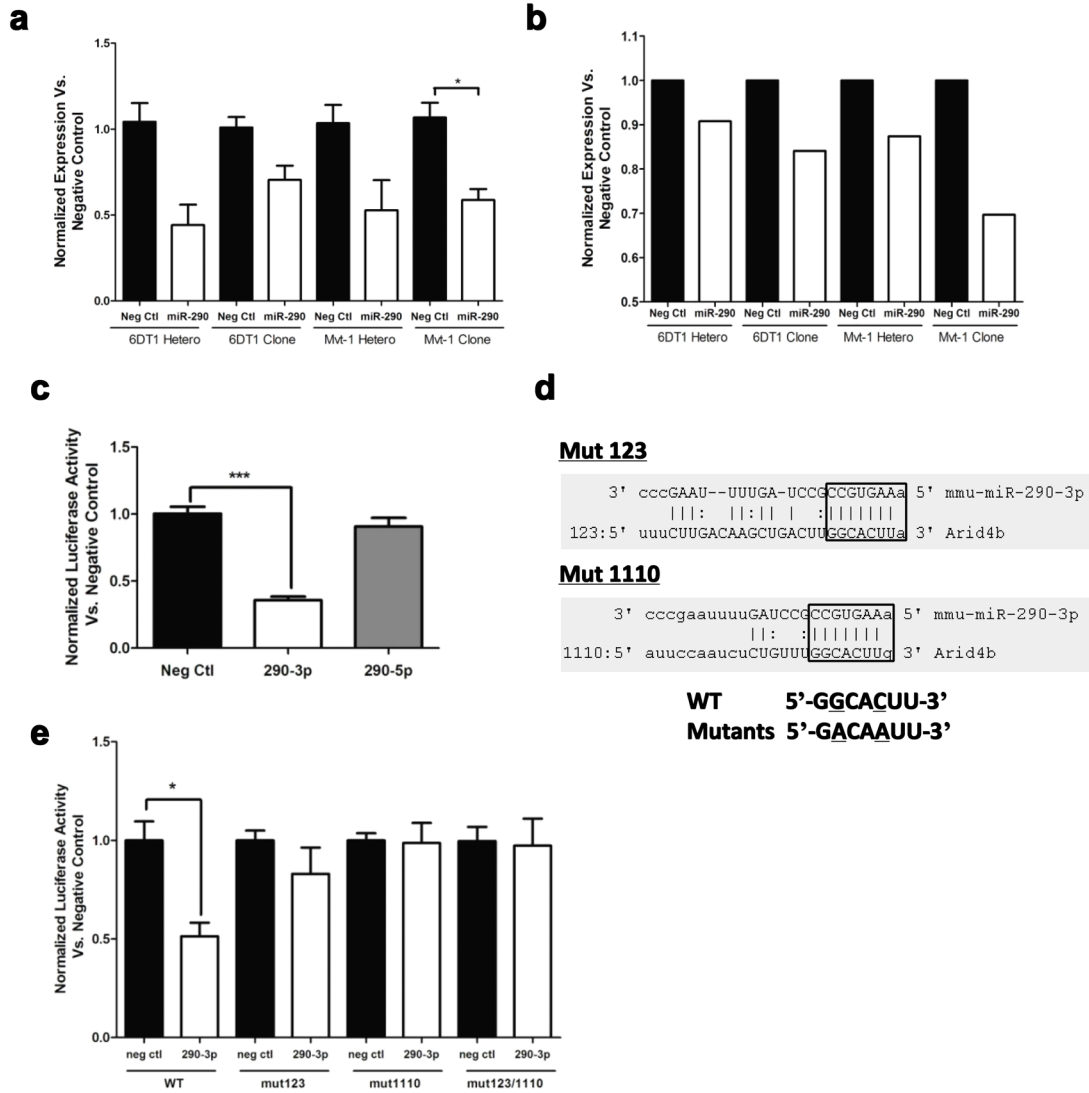 a
Normalized Expression Vs.
Negative Control
1.5
1.0
0.5
0.0
Neg Ctl miR-290 Neg Ctl miR-290 Neg Ctl miR-290 Neg Ctl miR-290
6DT1 Hetero 6DT1 Clone Mvt-1 Hetero Mvt-1 Clone
*
b
Normalized Expression Vs.
Negative Control
1.1
1.0
0.9
0.8
0.7
0.6
0.5
Neg Ctl miR-290 Neg Ctl miR-290 Neg Ctl miR-290 Neg Ctl miR-290
6DT1 Hetero 6DT1 Clone Mvt-1 Hetero Mvt-1 Clone
c
Normalized Luciferase Activity
Vs. Negative Control
1.5
1.0
0.5
0.0
***
Neg Ctl 290-3p 290-5p
d
Mut 123
3' cccGAAU--UUUGA-UCCGCCGUGAAa 5' mmu-miR-290-3p
|||: ||:|| | :|||||||
123:5' uuuCUUGACAAGCUGACUUGGCACUUa 3' Arid4b
Mut 1110
3' cccgaauuuuGAUCCGCCGUGAAa 5' mmu-miR-290-3p
||: :|||||||
1110:5' auuccaaucuCUGUUUGGCACUUg 3' Arid4b
WT 5'-GGCACUU-3'
Mutants 5'-GACAAUU-3'
e
Normalized Luciferase Activity
Vs. Negative Control
1.5
1.0
0.5
0.0
*
neg ctl 290-3p neg ctl 290-3p neg ctl 290-3p neg ctl 290-3p
WT mut123 mut1110 mut123/1110